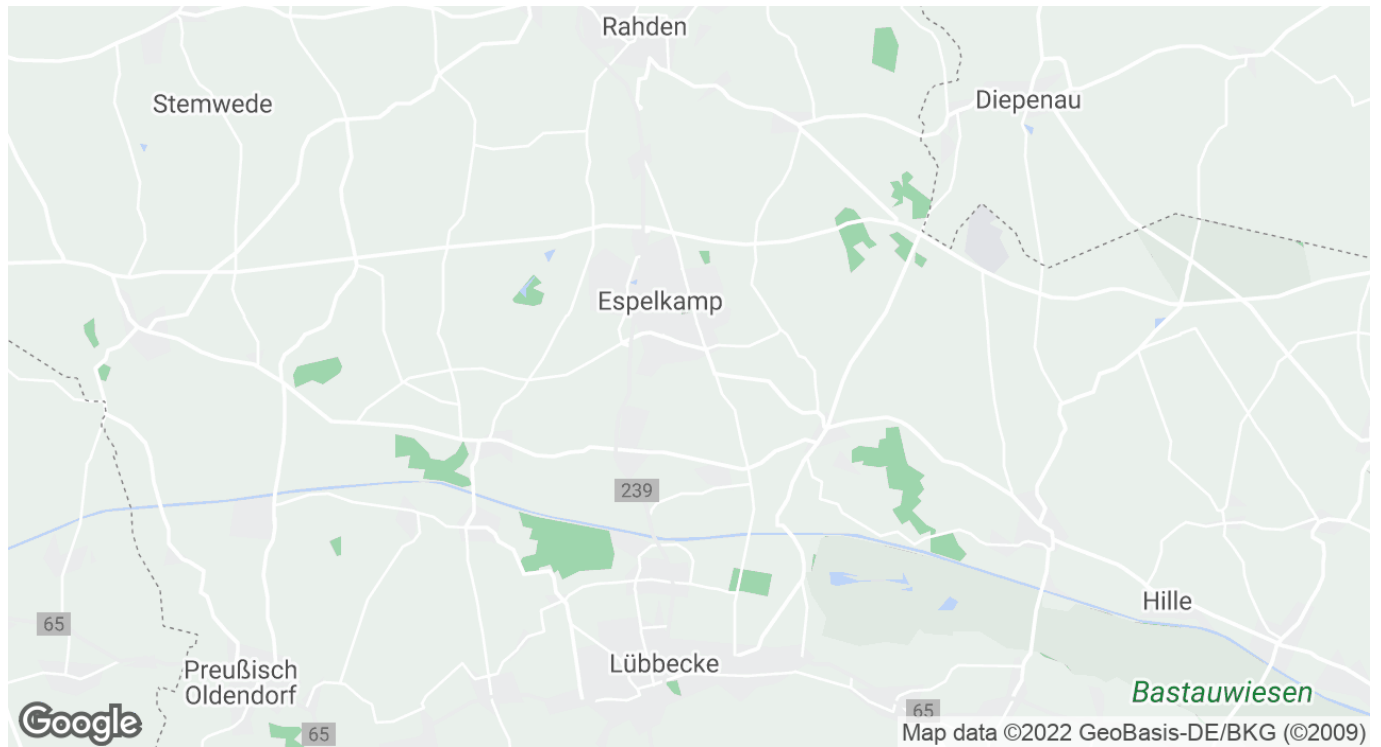 Rahden
Stemwede
Diepenau
Espelkamp
239
Hille
65
Lübbecke
Preußisch
Oldendorf
Bastauwiesen
65
65
Google
Map data ©2022 GeoBasis-DE/BKG (©2009)